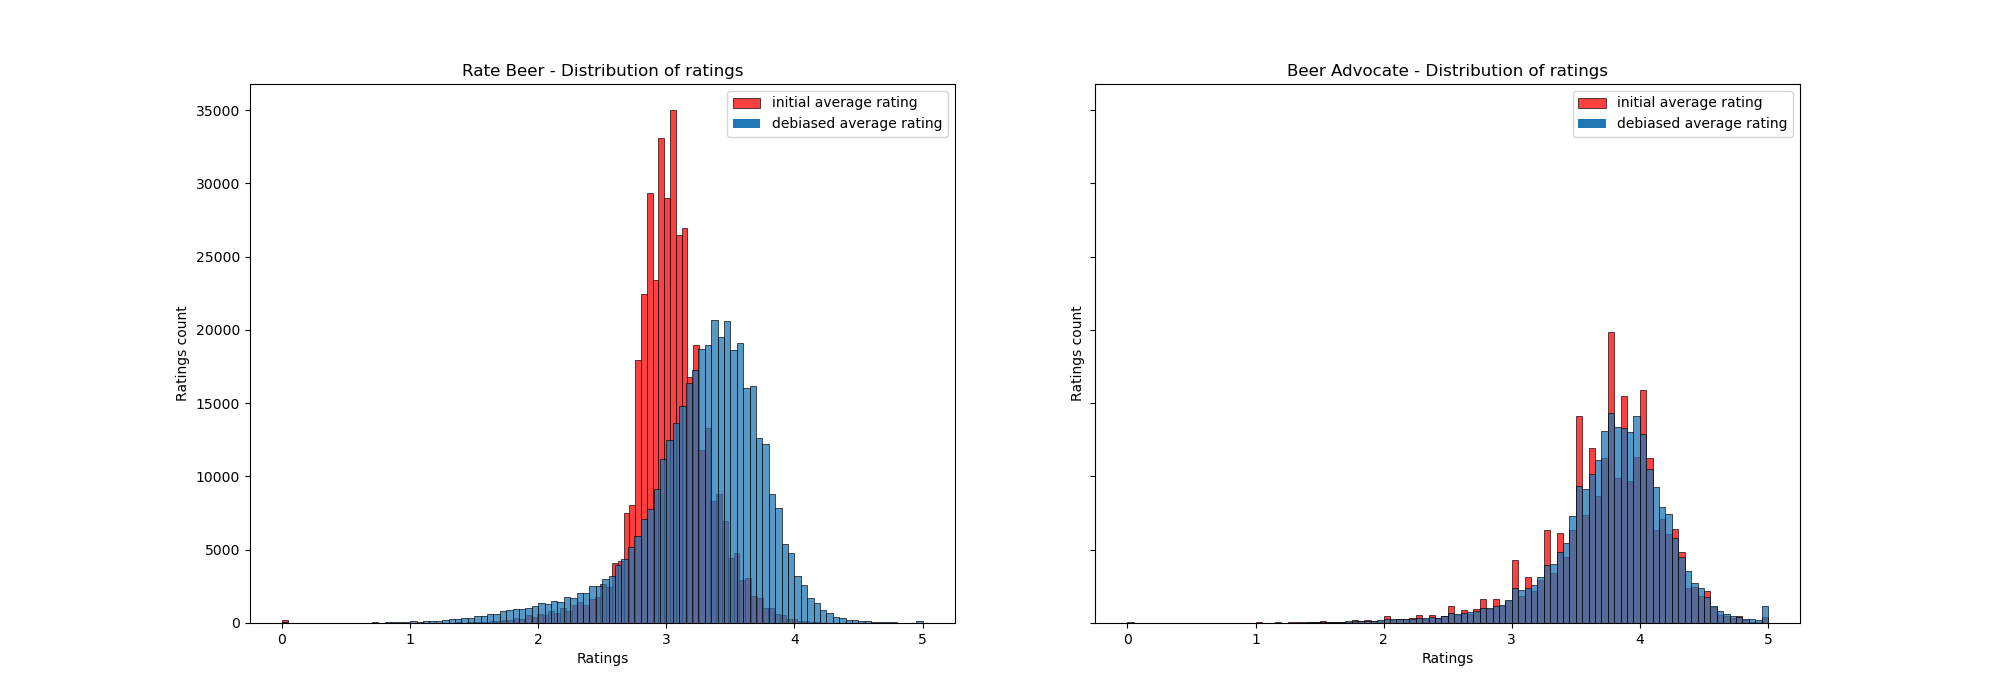 Rate Beer - Distribution of ratings
initial average rating
debiased average rating
35000
30000
25000
20000
15000
10000
5000
0
Ratings count
0 1 2 3 4 5
Ratings
Beer Advocate - Distribution of ratings
initial average rating
debiased average rating
Ratings count
0 1 2 3 4 5
Ratings